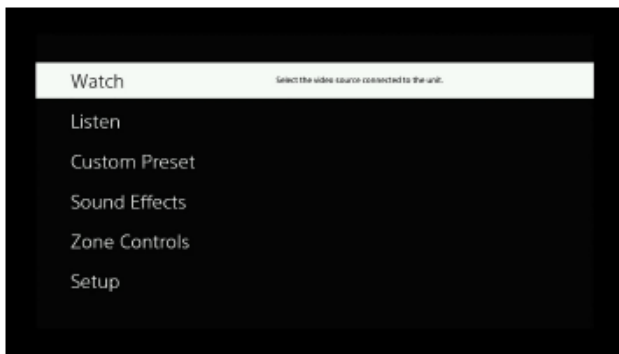 Watch
Select the video source connected to the unit.
Listen
Custom Preset
Sound Effects
Zone Controls
Setup